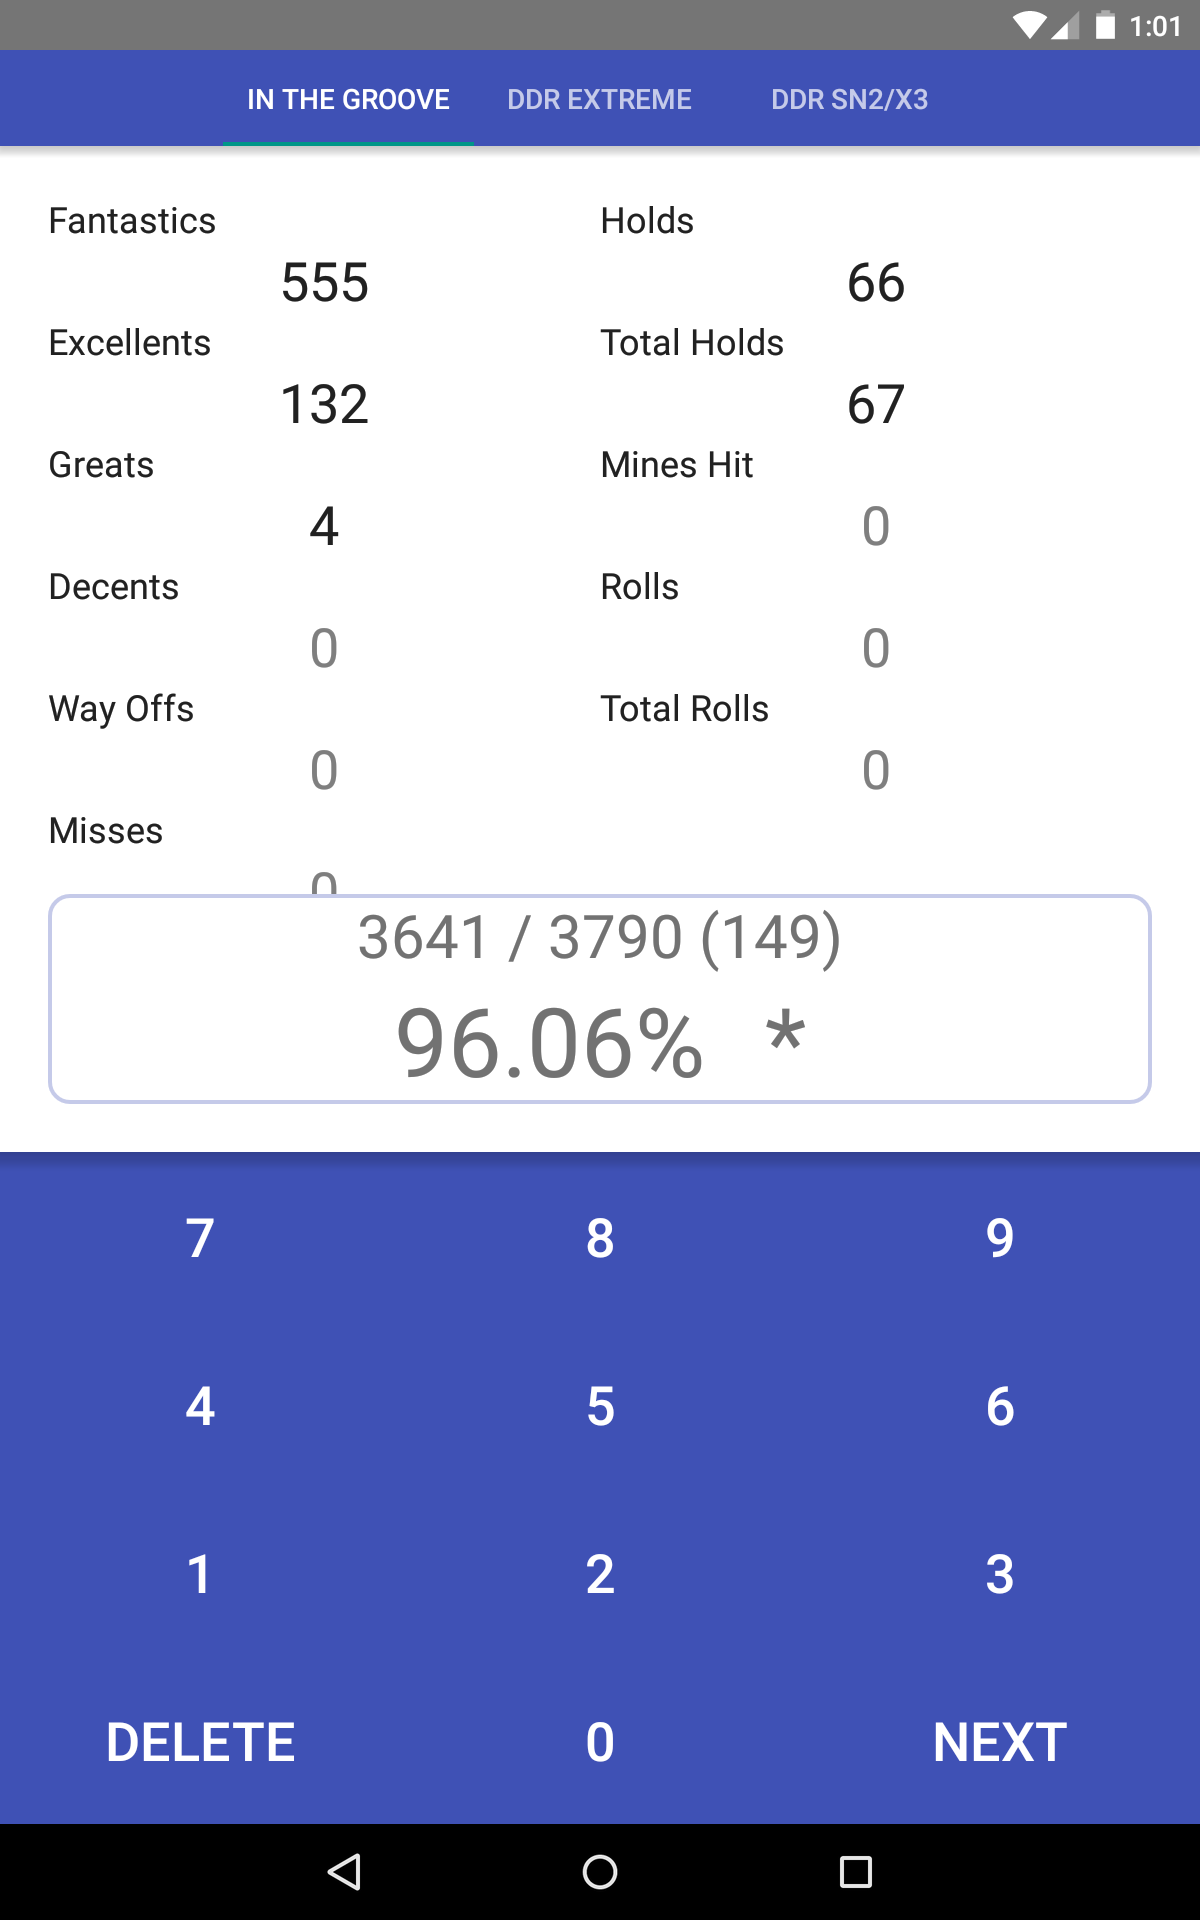 1:01
IN THE GROOVE DDR EXTREME DDR SN2/X3
Fantastics Holds
555 66
Excellents Total Holds
132 67
Greats Mines Hit
4 0
Decents Rolls
0 0
Way Offs Total Rolls
0 0
Misses
0
3641 / 3790 (149)
96.06% *
7 8 9
4 5 6
1 2 3
DELETE 0 NEXT